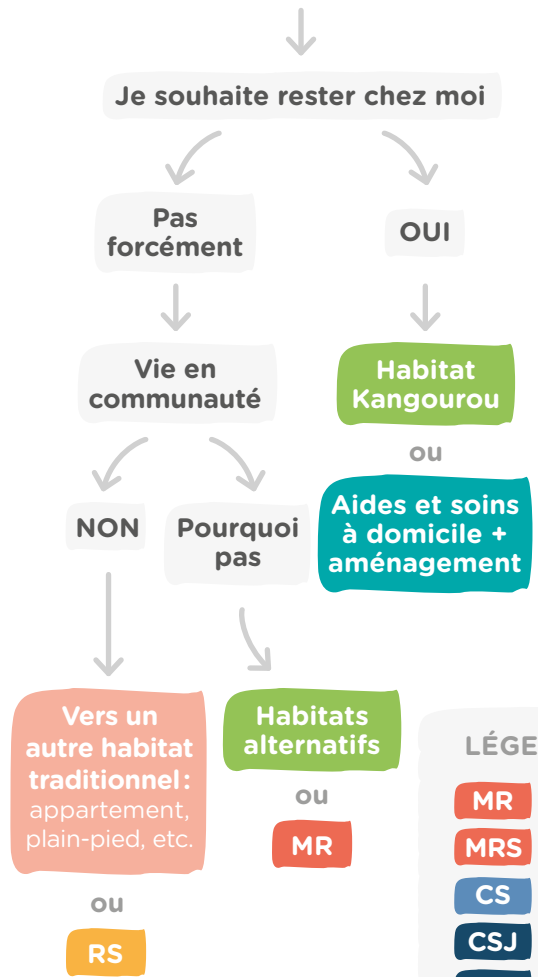 Je souhaite rester chez moi
Pas
forcément
OUI
Vie en
communauté
Habitat
Kangourou
ou
Aides et soins
à domicile +
aménagement
NON
Pourquoi
pas
Vers un
autre habitat
traditionnel :
appartement,
plain-pied, etc.
ou
RS
Habitats
alternatifs
ou
MR
LÉGE
MR
MRS
CS
CSJ